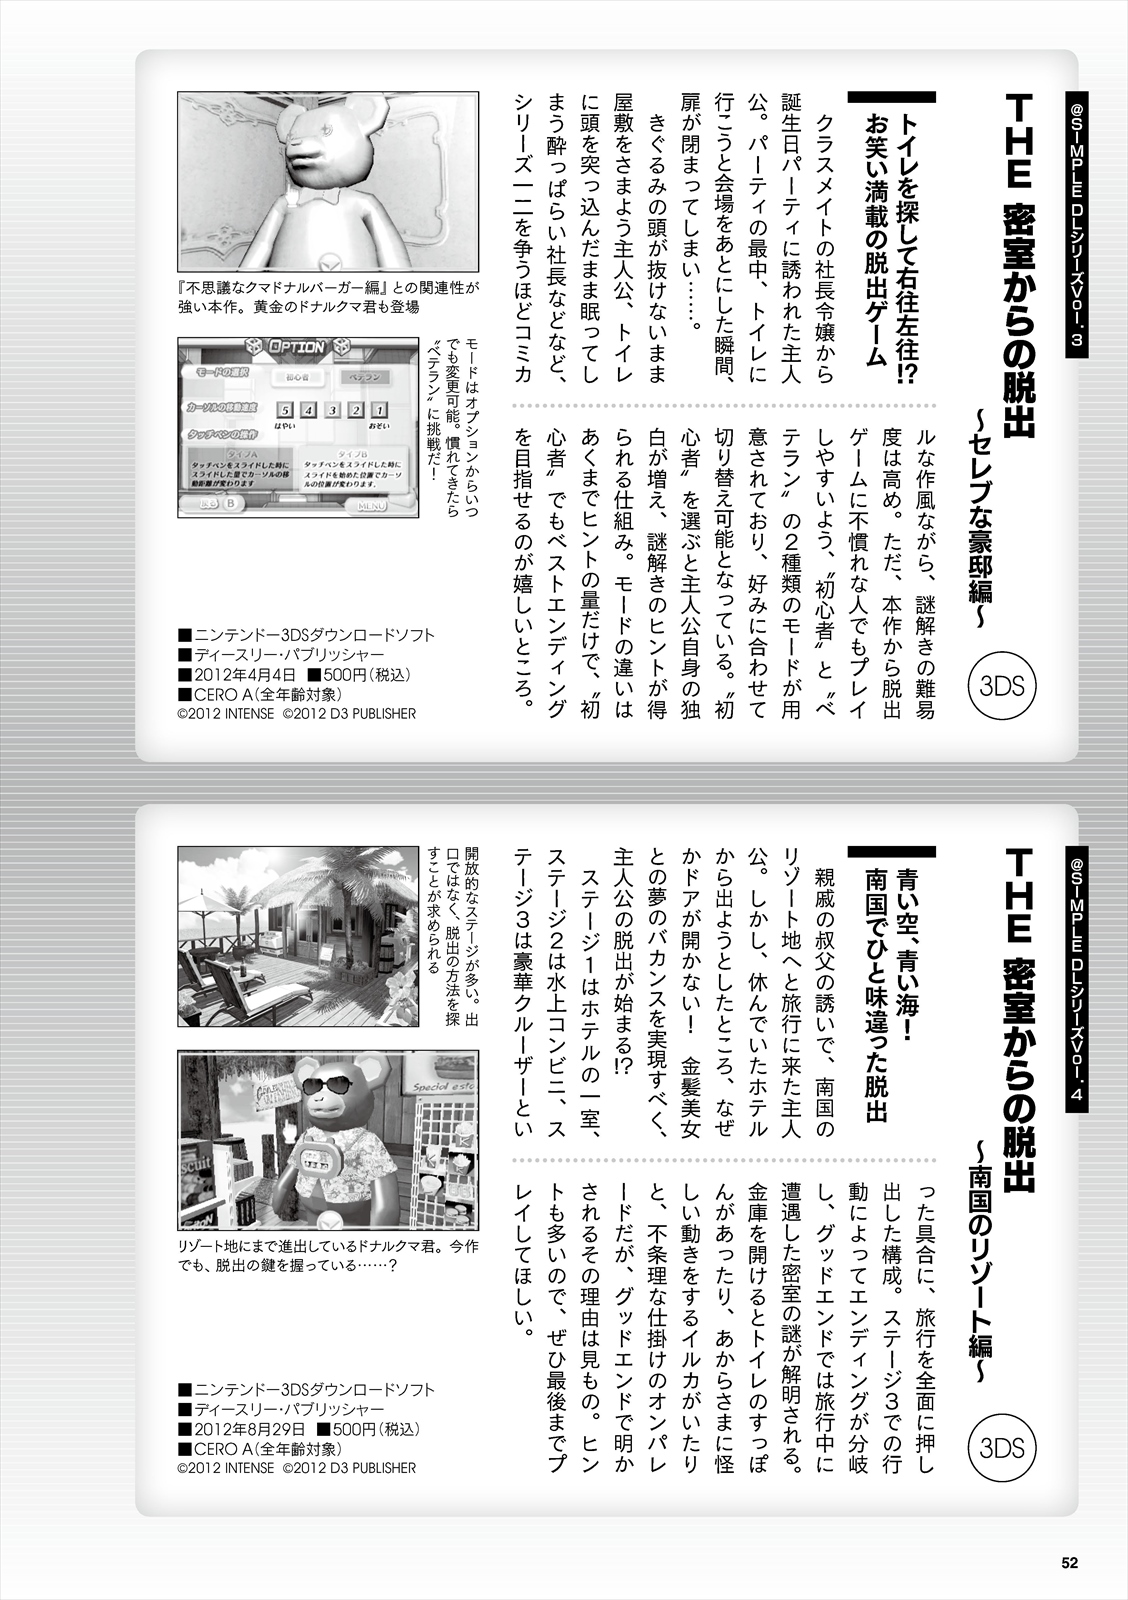 @SIMPLE DLシリーズVol.3
THE 密室からの脱出
～セレブな豪邸編～
3DS
トイレを探して右往左往!?
お笑い満載の脱出ゲーム
クラスメイトの社長令嬢から
誕生日パーティに誘われた主人
公。パーティの最中、トイレに
行こうと会場をあとにした瞬間、
扉が閉まってしまい……。
きぐるみの頭が抜けないまま
屋敷をさまよう主人公、トイレ
に頭を突っ込んだまま眠ってし
まう酔っぱらい社長などなど、
シリーズ一二を争うほどコミカ
ルな作風ながら、謎解きの難易
度は高め。ただ、本作から脱出
ゲームに不慣れな人でもプレイ
しやすいよう、〝初心者〟と〝ベ
テラン〟の2種類のモードが用
意されており、好みに合わせて
切り替え可能となっている。〝初
心者〟を選ぶと主人公自身の独
白が増え、謎解きのヒントが得
られる仕組み。モードの違いは
あくまでヒントの量だけで、〝初
心者〟でもベストエンディング
を目指せるのが嬉しいところ。
『不思議なクマドナルバーガー編』との関連性が
強い本作。黄金のドナルクマ君も登場
OPTION
モードの選択
初心者
ベテラン
カーソルの移動速度
5 4 3 2 1
はやい
おそい
タッチペンの操作
タイプA
タッチペンをスライドした時に
スライドした量でカーソルの移
動距離が変わります
タイプB
タッチペンをスライドした時に
スライドを始めた位置でカーソ
ルの位置が変わります。
戻る B
MENU
モードはオプションからいつ
でも変更可能。慣れてきたら
〝ベテラン〟に挑戦だ!
■ニンテンドー3DSダウンロードソフト
■ディースリー・パブリッシャー
■2012年4月4日 ■500円(税込)
■CERO A(全年齢対象)
©2012 INTENSE ©2012 D3 PUBLISHER
@SIMPLE DLシリーズVol.4
THE 密室からの脱出
～南国のリゾート編～
3DS
青い空、青い海!
南国でひと味違った脱出
親戚の叔父の誘いで、南国の
リゾート地へと旅行に来た主人
公。しかし、休んでいたホテル
から出ようとしたところ、なぜ
かドアが開かない! 金髪美女
との夢のバカンスを実現すべく、
主人公の脱出が始まる!?
ステージ1はホテルの一室、
ステージ2は水上コンビニ、ス
テージ3は豪華クルーザーとい
った具合に、旅行を全面に押し
出した構成。ステージ3での行
動によってエンディングが分岐
し、グッドエンドでは旅行中に
遭遇した密室の謎が解明される。
金庫を開けるとトイレのすっぽ
んがあったり、あからさまに怪
しい動きをするイルカがいたり
と、不条理な仕掛けのオンパレ
ードだが、グッドエンドで明か
されるその理由は見もの。ヒン
トも多いので、ぜひ最後までプ
レイしてほしい。
開放的なステージが多い。出
口ではなく、脱出の方法を探
すことが求められる
Special
リゾート地にまで進出しているドナルクマ君。今作
でも、脱出の鍵を握っている……?
■ニンテンドー3DSダウンロードソフト
■ディースリー・パブリッシャー
■2012年8月29日 ■500円(税込)
■CERO A(全年齢対象)
©2012 INTENSE ©2012 D3 PUBLISHER
52